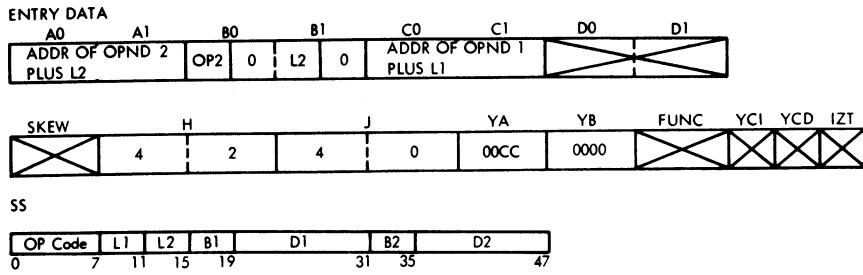 ENTRY DATA
A0 A1 B0 B1 C0 C1 D0 D1
ADDR OF OPND 2 PLUS L2 OP2 0 L2 0 ADDR OF OPND 1 PLUS L1
SKEW H J YA YB FUNC YCI YCD IZT
4 2 4 0 00CC 0000
SS
OP Code L1 L2 B1 D1 B2 D2
0 7 11 15 19 31 35 47